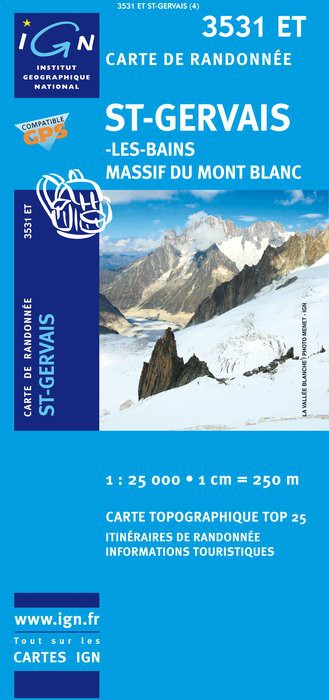 3531 ET ST-GERVAIS (4)
IGN
INSTITUT
GEOGRAPHIQUE
NATIONAL
3531 ET
CARTE DE RANDONNÉE
COMPATIBLE
GPS
ST-GERVAIS
-LES-BAINS
MASSIF DU MONT BLANC
3531 ET
CARTE DE RANDONNÉE
ST-GERVAIS
LA VALLÉE BLANCHE / PHOTO MENET - IGN
1 : 25 000 • 1 cm = 250 m
CARTE TOPOGRAPHIQUE TOP 25
ITINÉRAIRES DE RANDONNÉE
INFORMATIONS TOURISTIQUES
www.ign.fr
Tout sur les
CARTES IGN